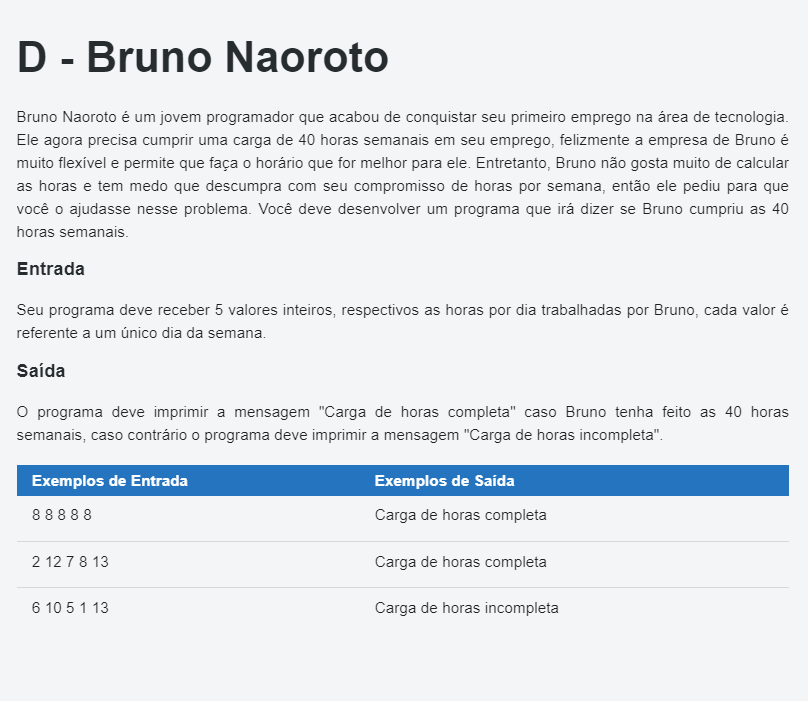 D - Bruno Naoroto
Bruno Naoroto é um jovem programador que acabou de conquistar seu primeiro emprego na área de tecnologia.
Ele agora precisa cumprir uma carga de 40 horas semanais em seu emprego, felizmente a empresa de Bruno é
muito flexível e permite que faça o horário que for melhor para ele. Entretanto, Bruno não gosta muito de calcular
as horas e tem medo que descumpra com seu compromisso de horas por semana, então ele pediu para que
você o ajudasse nesse problema. Você deve desenvolver um programa que irá dizer se Bruno cumpriu as 40
horas semanais.
Entrada
Seu programa deve receber 5 valores inteiros, respectivos as horas por dia trabalhadas por Bruno, cada valor é
referente a um único dia da semana.
Saída
O programa deve imprimir a mensagem "Carga de horas completa" caso Bruno tenha feito as 40 horas
semanais, caso contrário o programa deve imprimir a mensagem "Carga de horas incompleta".
Exemplos de Entrada Exemplos de Saída
8 8 8 8 8 Carga de horas completa
2 12 7 8 13 Carga de horas completa
6 10 5 1 13 Carga de horas incompleta